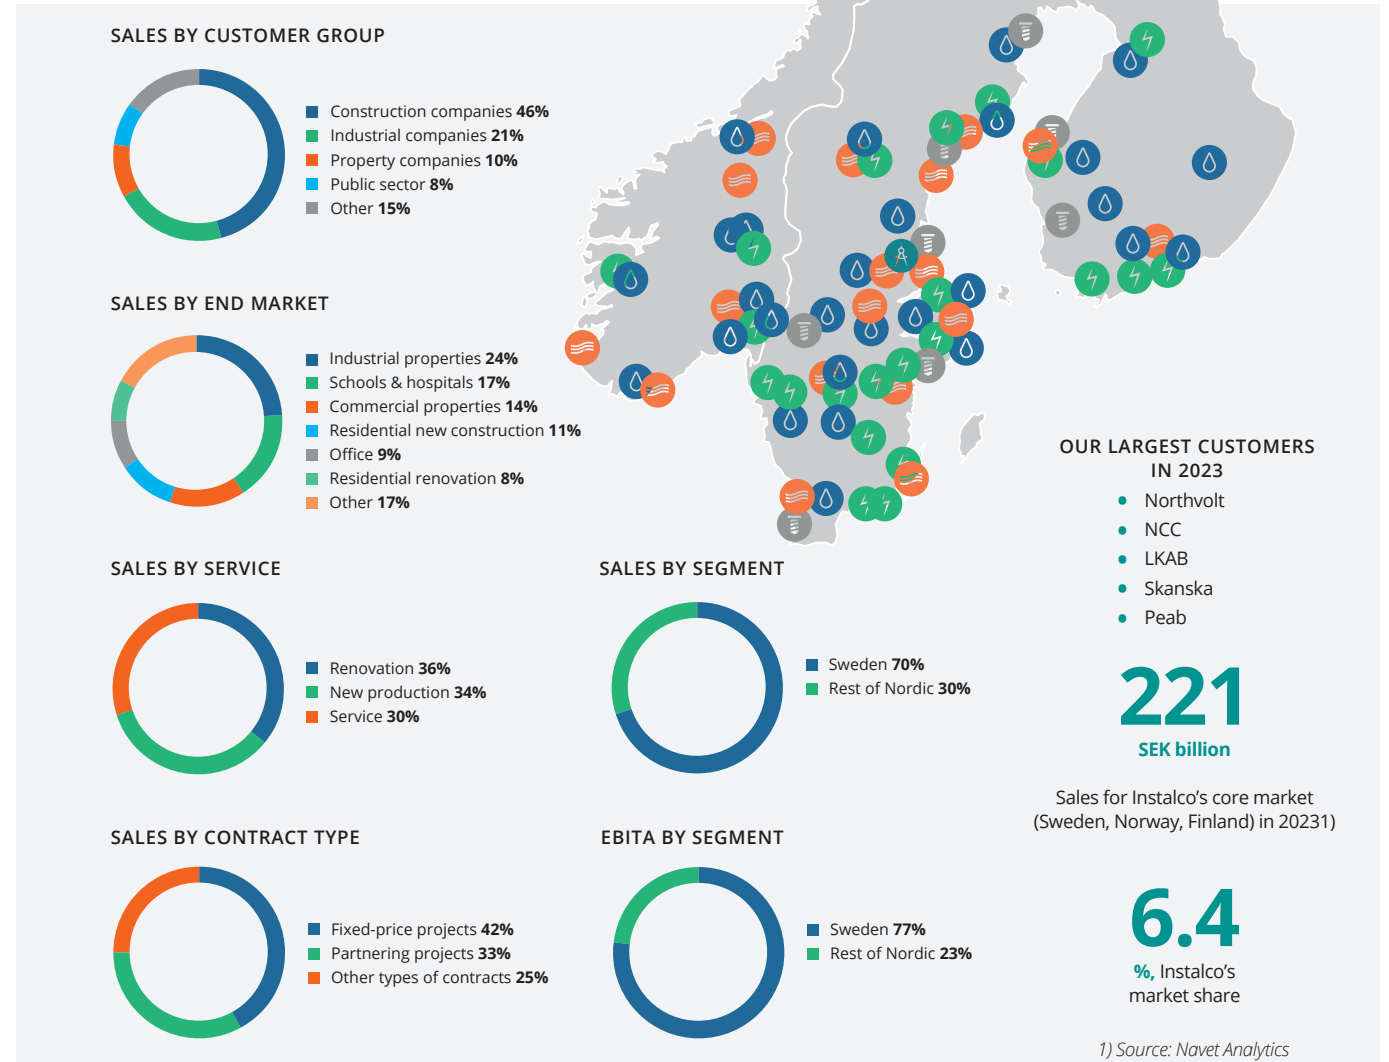 SALES BY CUSTOMER GROUP
Construction companies 46%
Industrial companies 21%
Property companies 10%
Public sector 8%
Other 15%
SALES BY END MARKET
Industrial properties 24%
Schools & hospitals 17%
Commercial properties 14%
Residential new construction 11%
Office 9%
Residential renovation 8%
Other 17%
SALES BY SERVICE
Renovation 36%
New production 34%
Service 30%
SALES BY SEGMENT
Sweden 70%
Rest of Nordic 30%
SALES BY CONTRACT TYPE
Fixed-price projects 42%
Partnering projects 33%
Other types of contracts 25%
EBITA BY SEGMENT
Sweden 77%
Rest of Nordic 23%
OUR LARGEST CUSTOMERS
IN 2023
• Northvolt
• NCC
• LKAB
• Skanska
• Peab
221
SEK billion
Sales for Instalco’s core market
(Sweden, Norway, Finland) in 20231)
6.4
%, Instalco’s
market share
1) Source: Navet Analytics